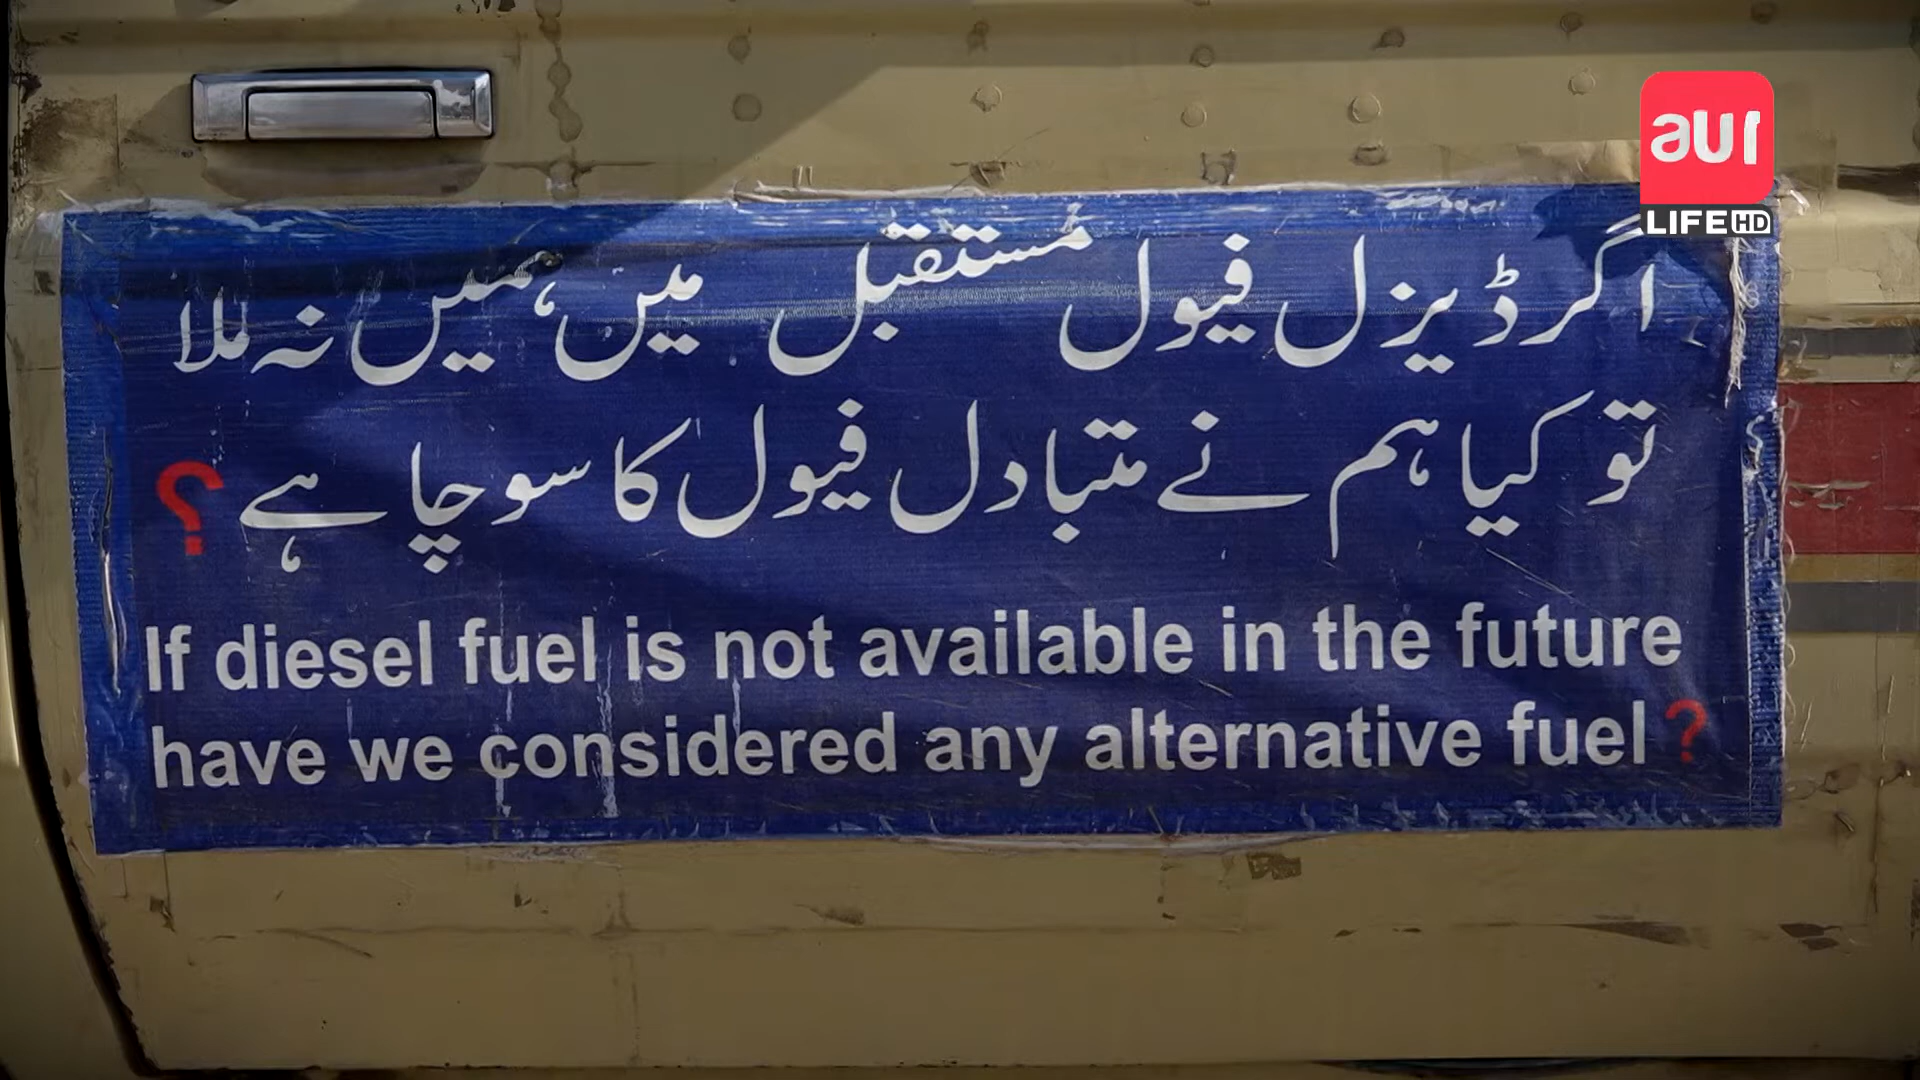 aur
LIFE HD
اگر ڈیزل فیول مستقبل میں ہمیں نہ ملا
تو کیا ہم نے متبادل فیول کا سوچا ہے ؟
If diesel fuel is not available in the future
have we considered any alternative fuel ?